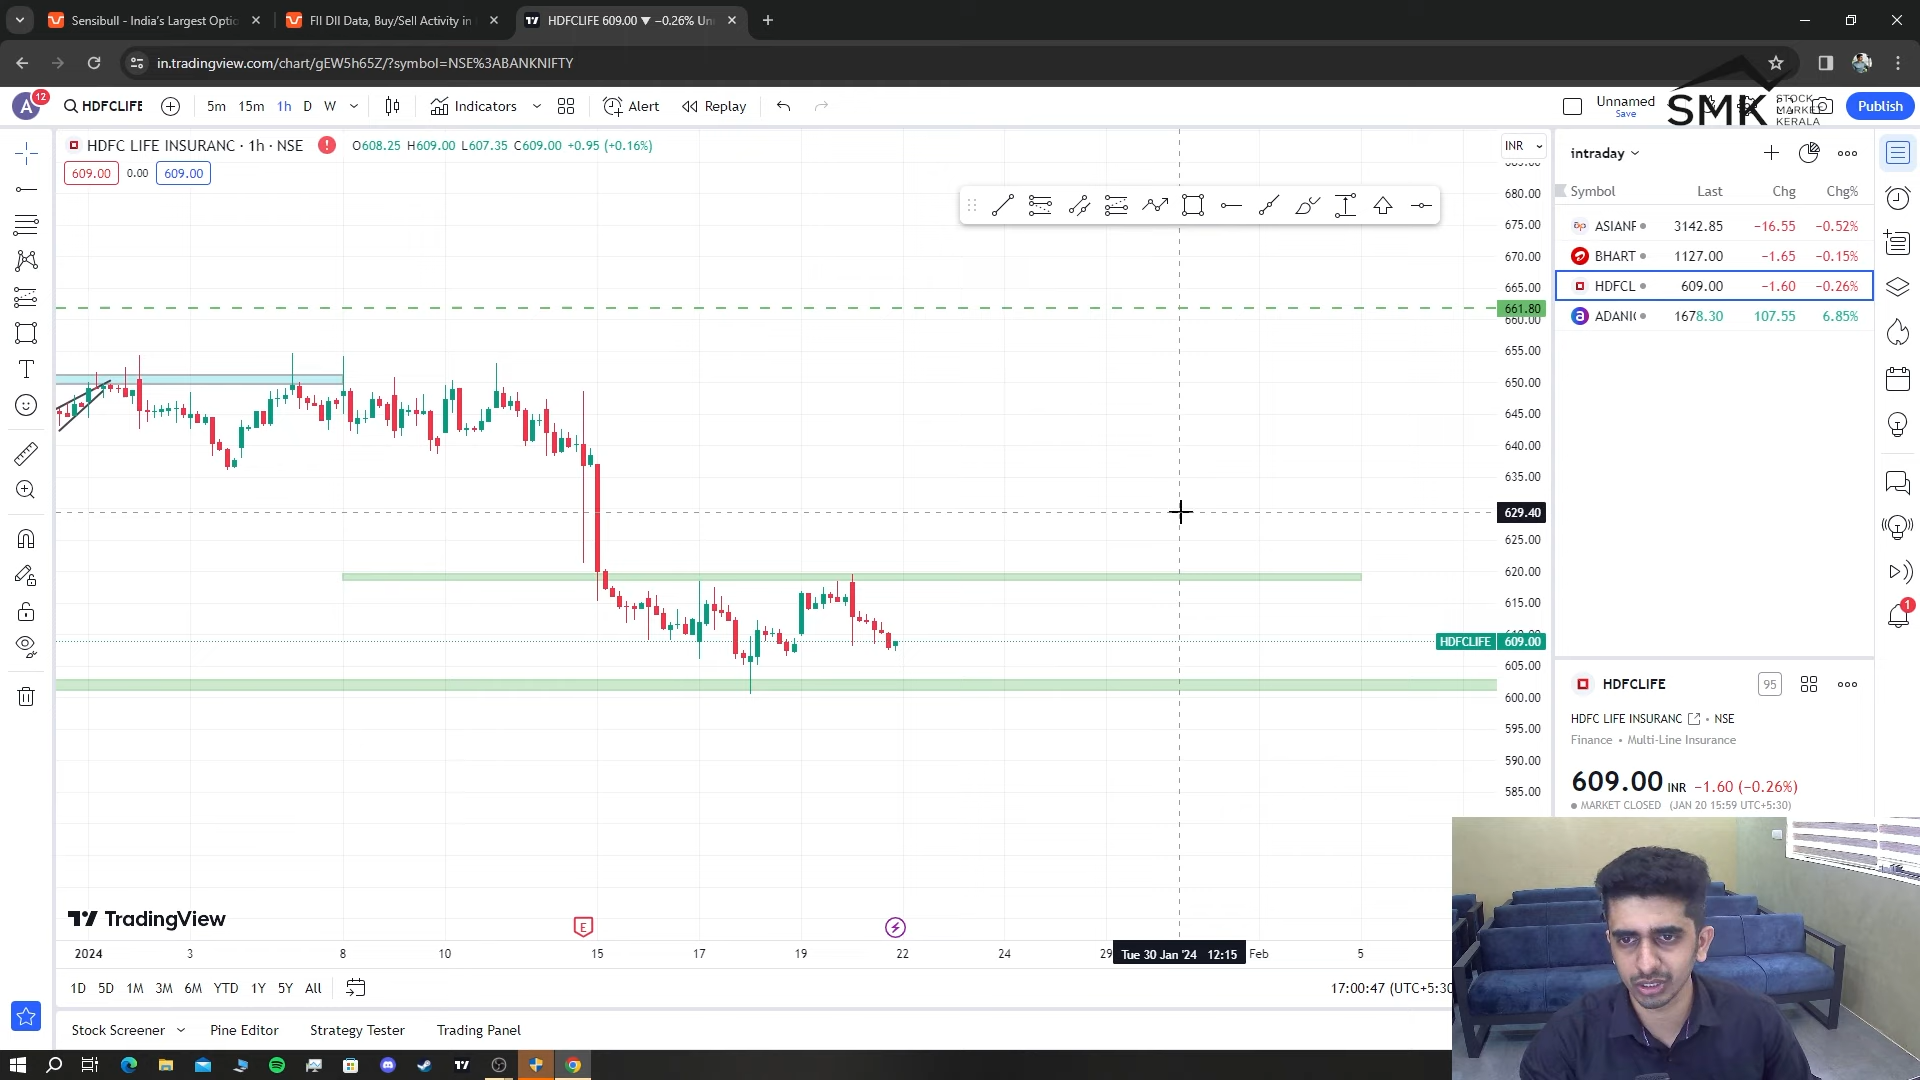 Sensibull - India's Largest Optio
FII DII Data, Buy/Sell Activity in
HDFCLIFE 609.00 ▼ −0.26% Un
in.tradingview.com/chart/gEW5h65Z/?symbol=NSE%3ABANKNIFTY
A 12
HDFCLIFE
5m 15m 1h D W
Indicators
Alert
Replay
Unnamed
Save
SMK STOCK MARKET KERALA
Publish
HDFC LIFE INSURANC · 1h · NSE
O608.25 H609.00 L607.35 C609.00 +0.95 (+0.16%)
609.00 0.00 609.00
INR
680.00
675.00
670.00
665.00
661.80
660.00
655.00
650.00
645.00
640.00
635.00
629.40
625.00
620.00
615.00
610.00
HDFCLIFE 609.00
605.00
600.00
595.00
590.00
585.00
intraday
Symbol Last Chg Chg%
ASIANF 3142.85 −16.55 −0.52%
BHART 1127.00 −1.65 −0.15%
HDFCL 609.00 −1.60 −0.26%
ADANI 1678.30 107.55 6.85%
1
HDFCLIFE
95
HDFC LIFE INSURANC • NSE
Finance • Multi-Line Insurance
609.00 INR −1.60 (−0.26%)
MARKET CLOSED (JAN 20 15:59 UTC+5:30)
TradingView
E
2024 3 8 10 15 17 19 22 24 29 Tue 30 Jan '24 12:15 Feb 5
1D 5D 1M 3M 6M YTD 1Y 5Y All
17:00:47 (UTC+5:30
Stock Screener Pine Editor Strategy Tester Trading Panel